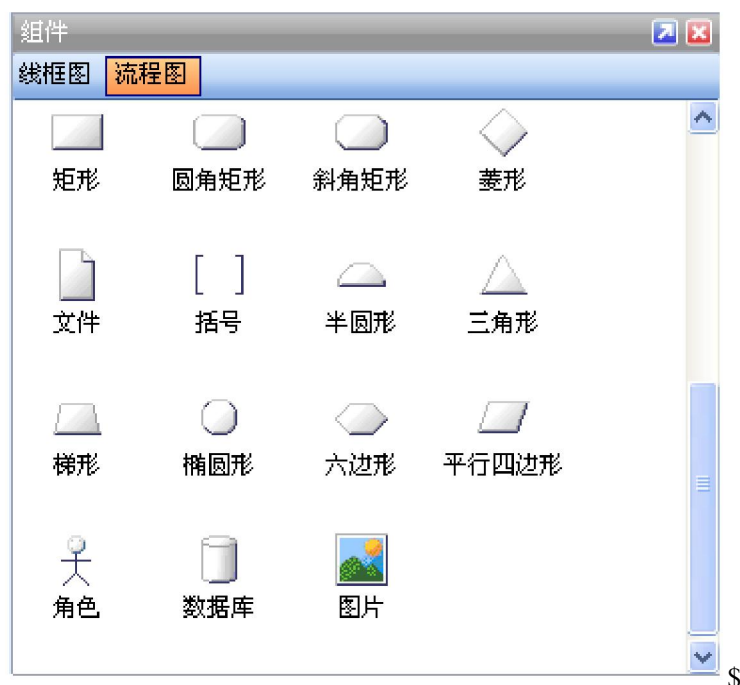 组件
线框图 流程图
矩形 圆角矩形 斜角矩形 菱形
文件 括号 半圆形 三角形
梯形 椭圆形 六边形 平行四边形
角色 数据库 图片
$